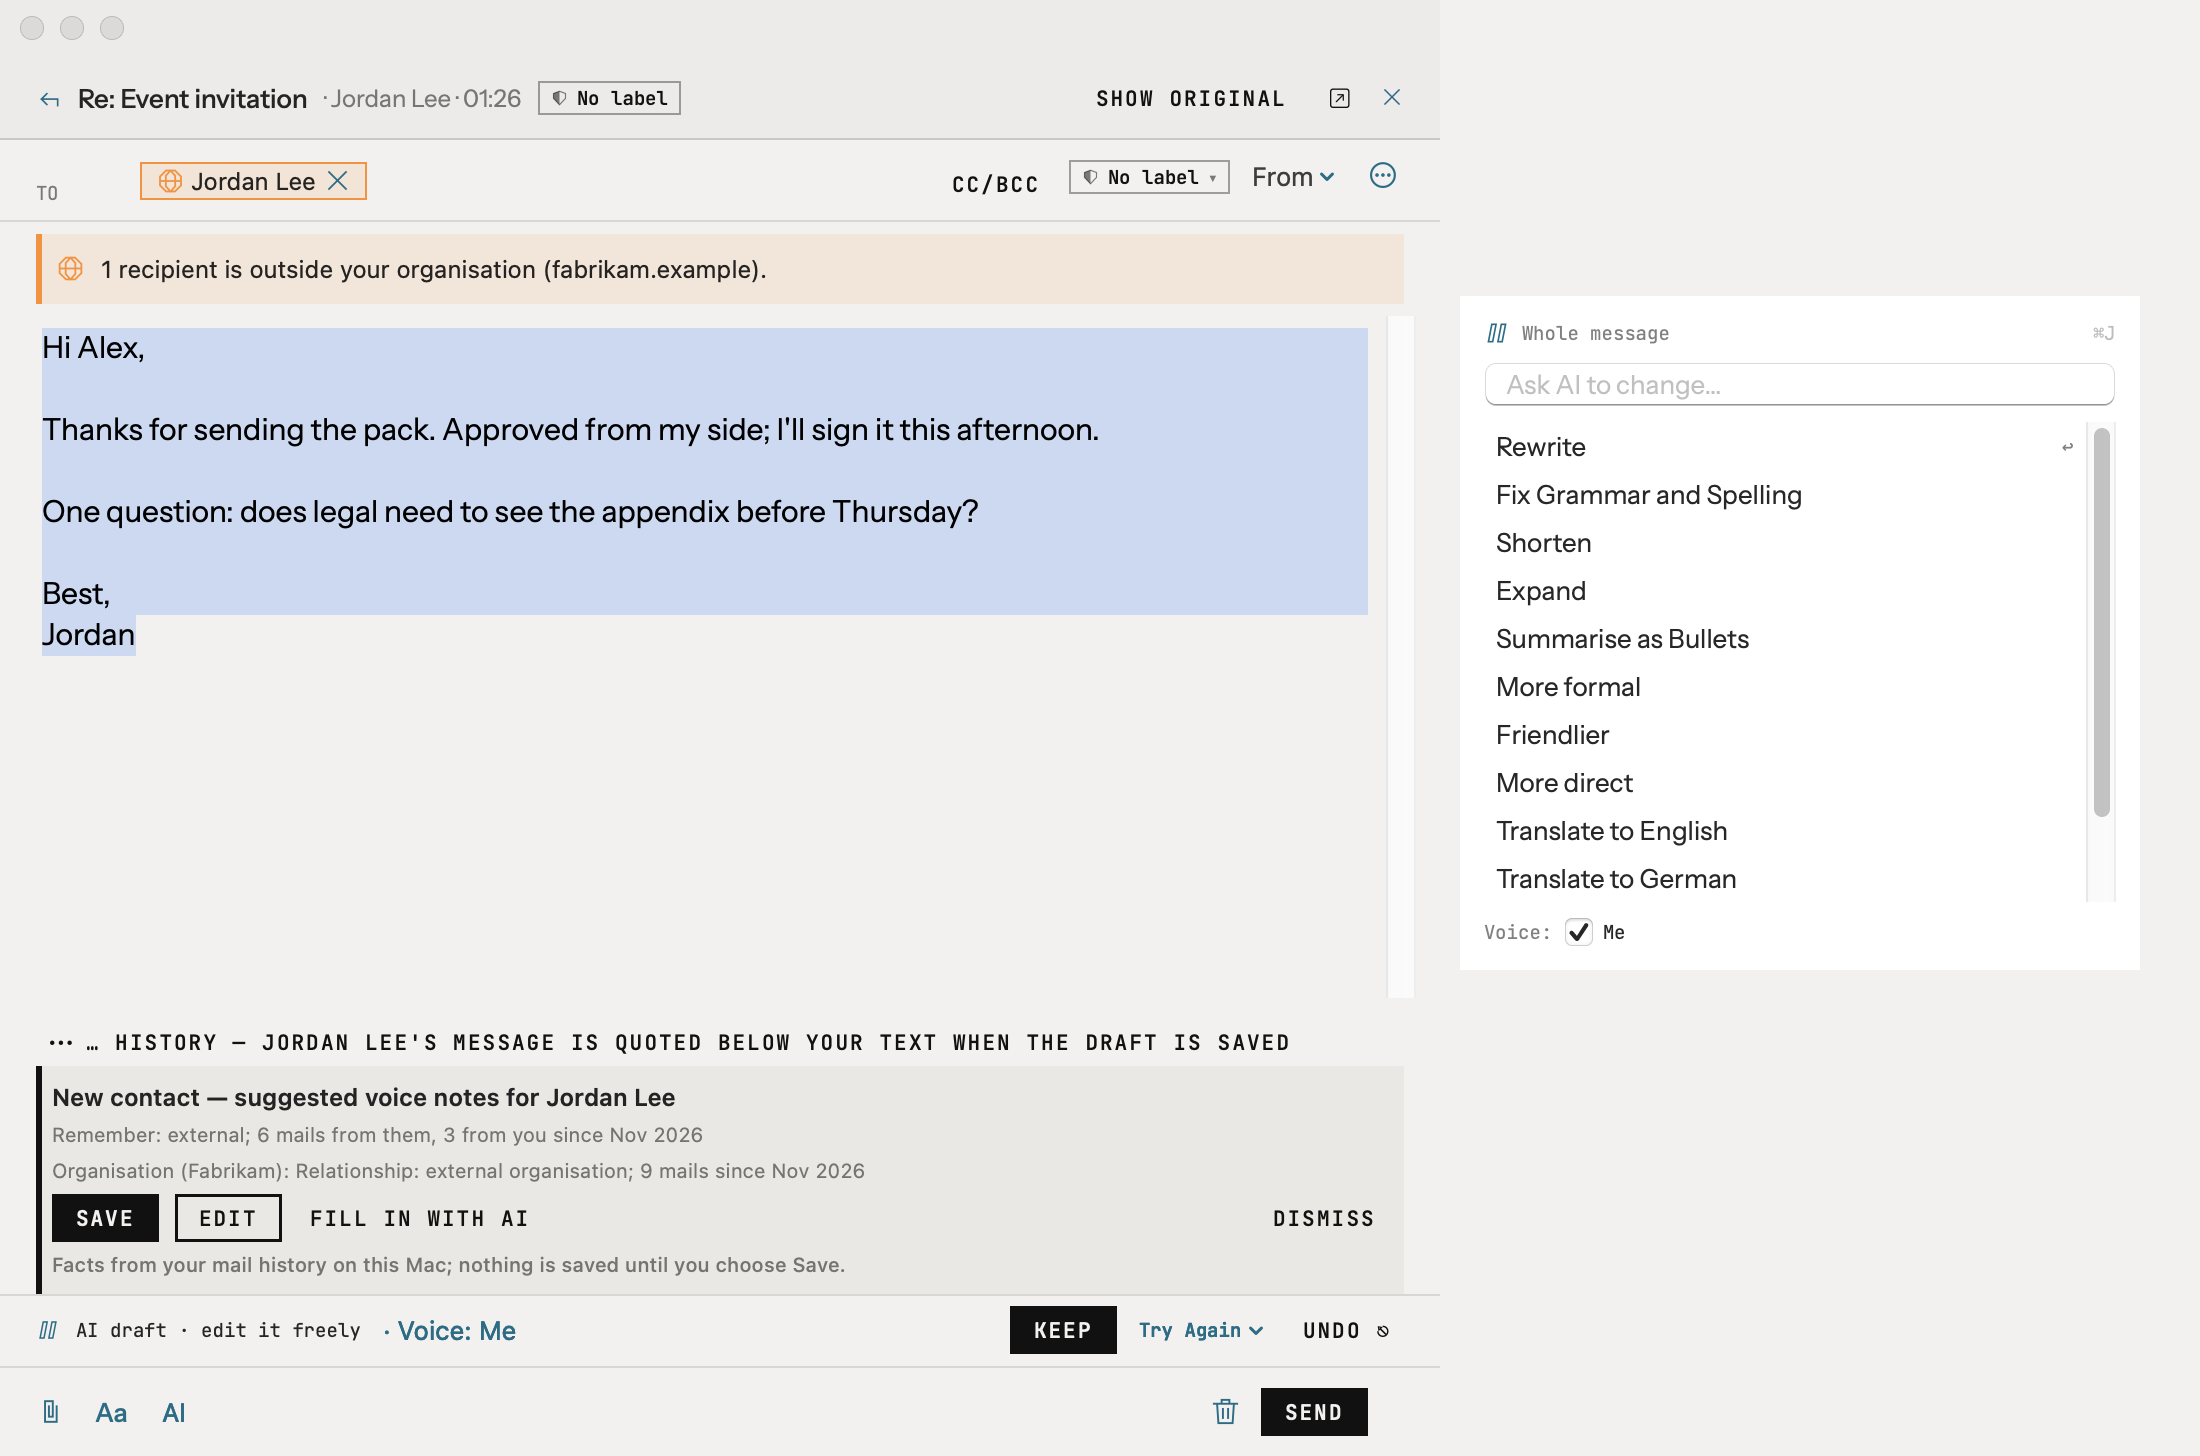 Re: Event invitation · Jordan Lee · 01:26 No label SHOW ORIGINAL
TO Jordan Lee CC/BCC No label From
1 recipient is outside your organisation (fabrikam.example).
Hi Alex,
Thanks for sending the pack. Approved from my side; I'll sign it this afternoon.
One question: does legal need to see the appendix before Thursday?
Best,
Jordan
··· … HISTORY — JORDAN LEE'S MESSAGE IS QUOTED BELOW YOUR TEXT WHEN THE DRAFT IS SAVED
New contact — suggested voice notes for Jordan Lee
Remember: external; 6 mails from them, 3 from you since Nov 2026
Organisation (Fabrikam): Relationship: external organisation; 9 mails since Nov 2026
SAVE EDIT FILL IN WITH AI DISMISS
Facts from your mail history on this Mac; nothing is saved until you choose Save.
AI draft · edit it freely · Voice: Me KEEP Try Again UNDO
Aa AI SEND
Whole message ⌘J
Ask AI to change...
Rewrite ↩
Fix Grammar and Spelling
Shorten
Expand
Summarise as Bullets
More formal
Friendlier
More direct
Translate to English
Translate to German
Voice: Me